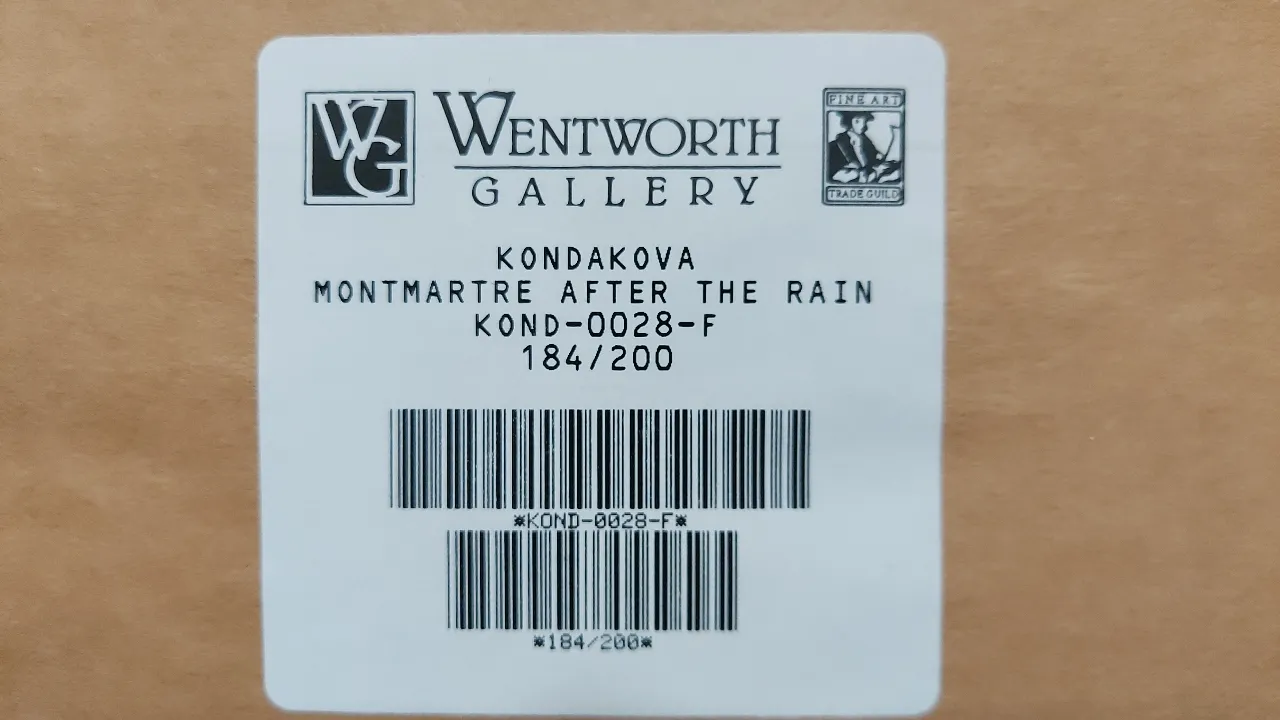 WG
WENTWORTH
GALLERY
FINE ART
TRADE GUILD
KONDAKOVA
MONTMARTRE AFTER THE RAIN
KOND-0028-F
184/200
*KOND-0028-F*
*184/200*